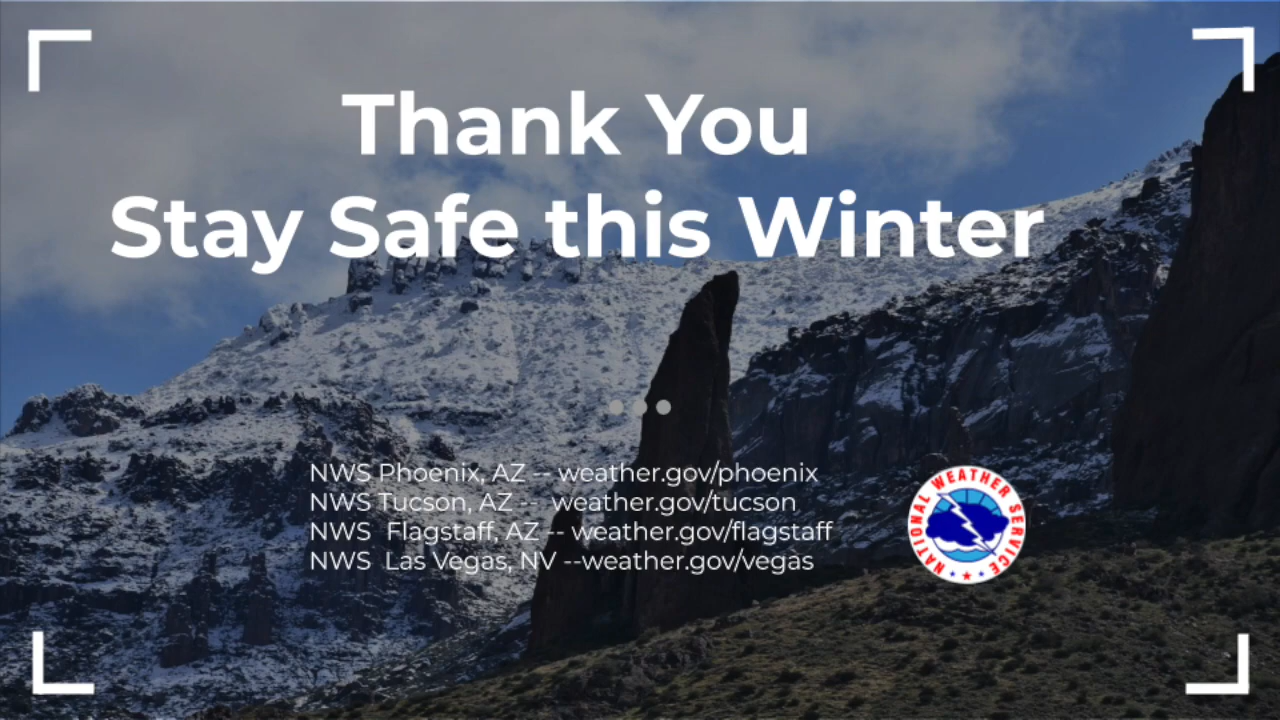 Thank You
Stay Safe this Winter
NWS Phoenix, AZ -- weather.gov/phoenix
NWS Tucson, AZ --  weather.gov/tucson
NWS  Flagstaff, AZ -- weather.gov/flagstaff
NWS  Las Vegas, NV --weather.gov/vegas
NATIONAL WEATHER SERVICE